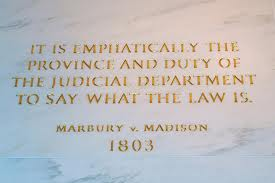 IT IS EMPHATICALLY THE
PROVINCE AND DUTY OF
THE JUDICIAL DEPARTMENT
TO SAY WHAT THE LAW IS.
MARBURY v. MADISON
1803